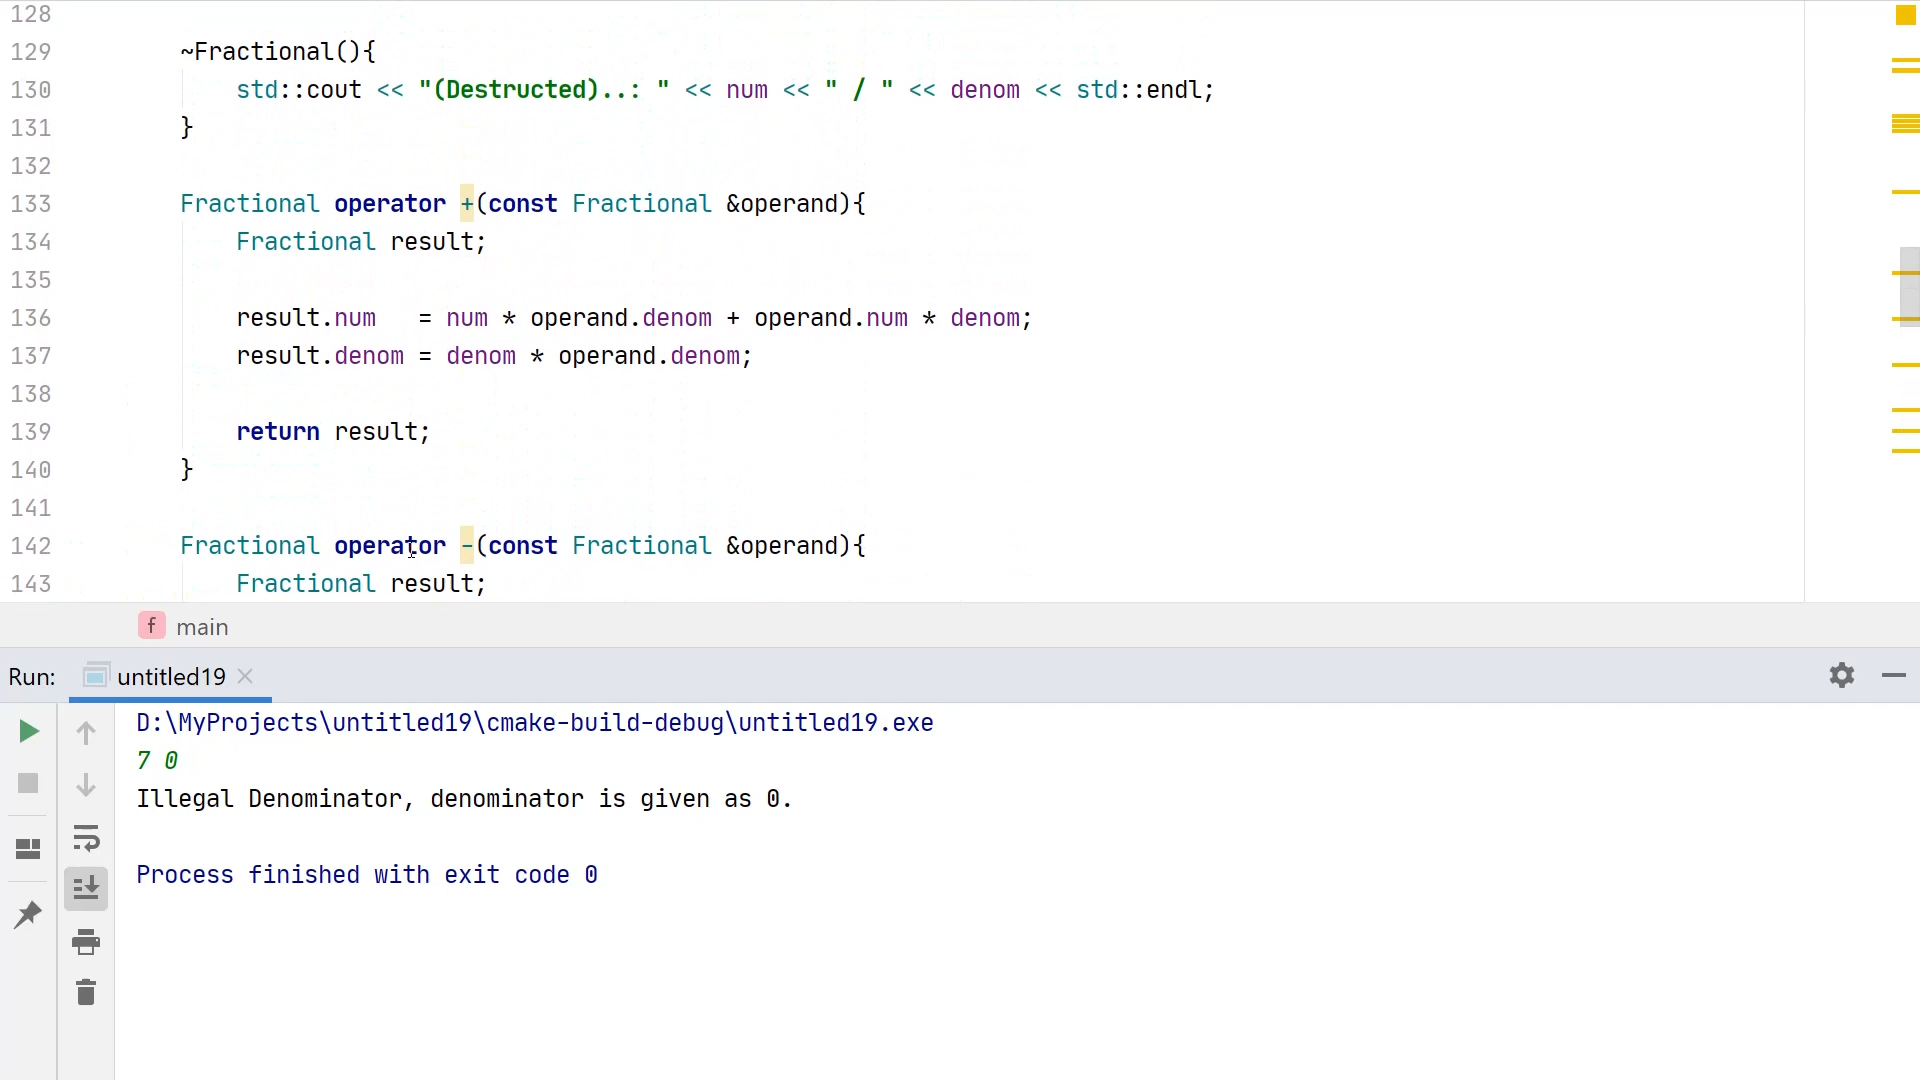 128
129 ~Fractional(){
130 std::cout << "(Destructed)..: " << num << " / " << denom << std::endl;
131 }
132
133 Fractional operator +(const Fractional &operand){
134 Fractional result;
135
136 result.num   = num * operand.denom + operand.num * denom;
137 result.denom = denom * operand.denom;
138
139 return result;
140 }
141
142 Fractional operator -(const Fractional &operand){
143 Fractional result;
f main
Run: untitled19
D:\MyProjects\untitled19\cmake-build-debug\untitled19.exe
7 0
Illegal Denominator, denominator is given as 0.
Process finished with exit code 0